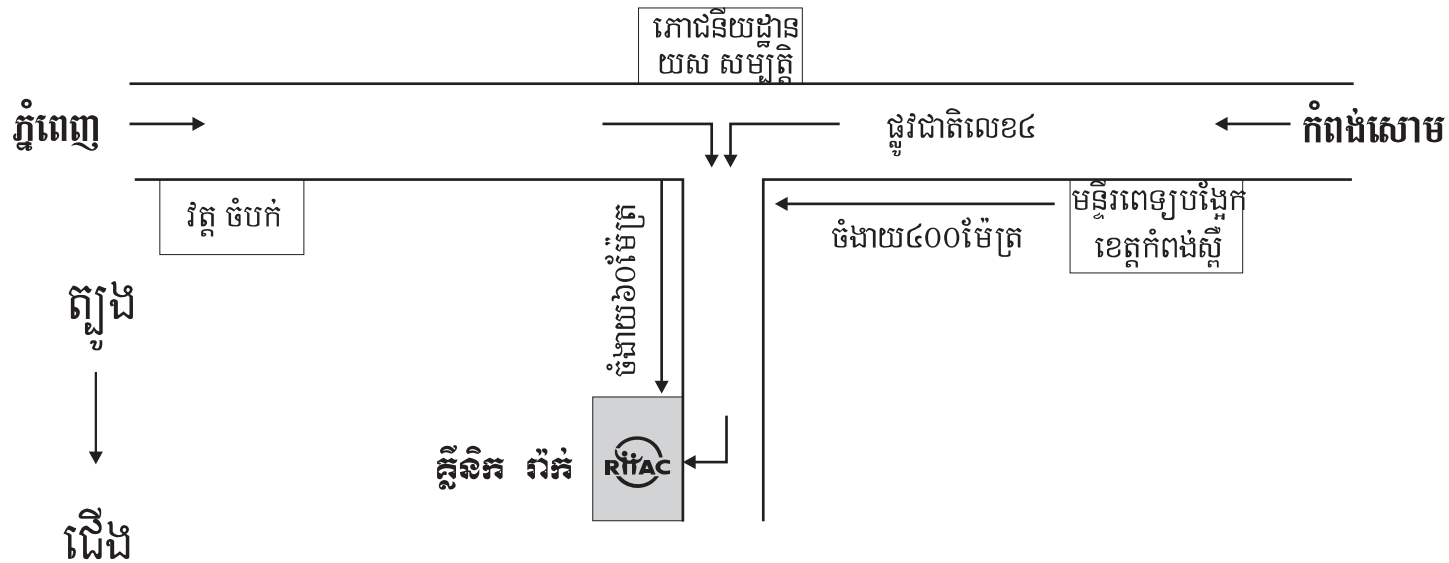 ភោជនីយដ្ឋាន
យស សម្បត្តិ
ភ្នំពេញ
ផ្លូវជាតិលេខ៤
កំពង់សោម
វត្ត ចំបក់
ចំងាយ៦០ម៉ែត្រ
ចំងាយ៤០០ម៉ែត្រ
មន្ទីរពេទ្យបង្អែក
ខេត្តកំពង់ស្ពឺ
ត្បូង
គ្លីនិក រ៉ាក់
RHAC
ជើង